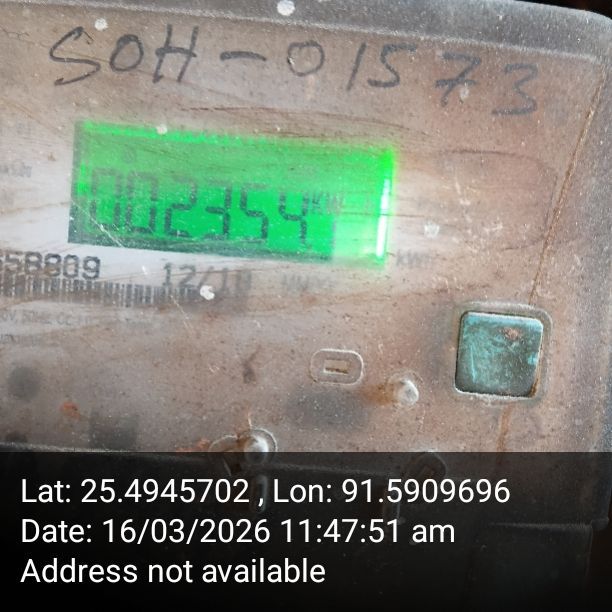 SOH-01573
002354
58809
12/1
Lat: 25.4945702 , Lon: 91.5909696
Date: 16/03/2026 11:47:51 am
Address not available